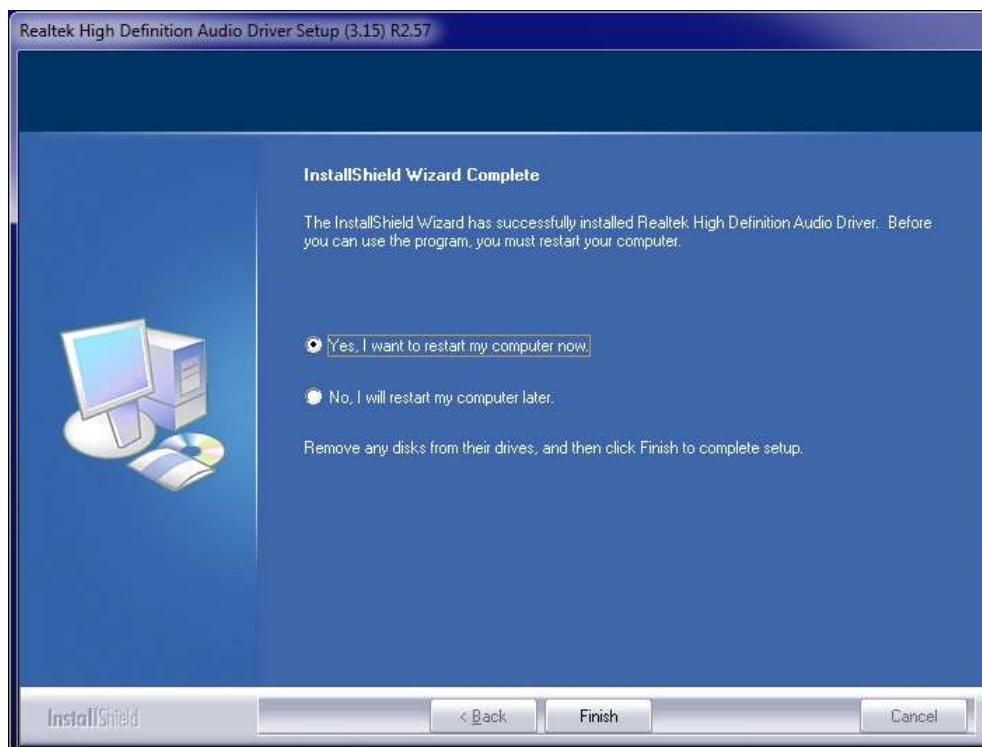 Realtek High Definition Audio Driver Setup (3.15) R2.57
InstallShield Wizard Complete
The InstallShield Wizard has successfully installed Realtek High Definition Audio Driver. Before
you can use the program, you must restart your computer.
Yes, I want to restart my computer now.
No, I will restart my computer later.
Remove any disks from their drives, and then click Finish to complete setup.
InstallShield
< Back
Finish
Cancel